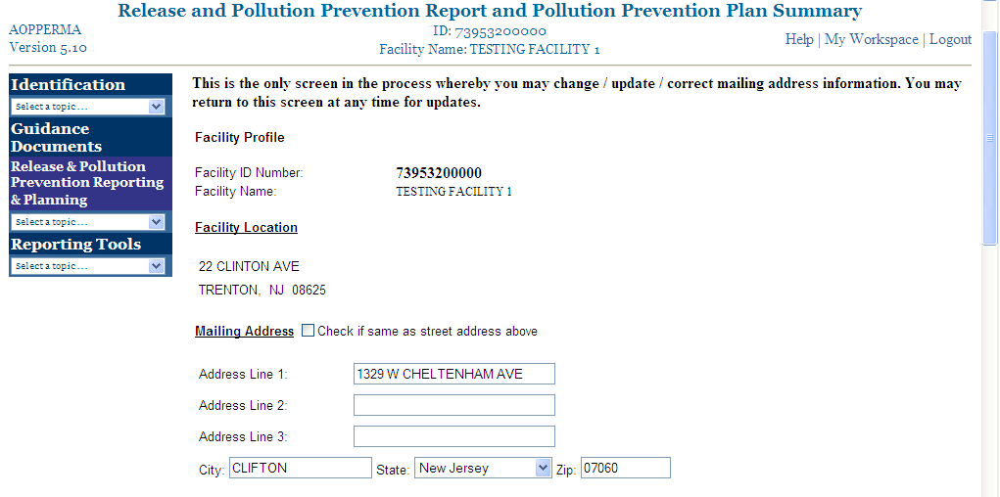 Release and Pollution Prevention Report and Pollution Prevention Plan Summary
AOPPERMA
Version 5.10
ID: 73953200000
Facility Name: TESTING FACILITY 1
Help | My Workspace | Logout
Identification
Select a topic...
Guidance
Documents
Release & Pollution
Prevention Reporting
& Planning
Select a topic...
Reporting Tools
Select a topic...
This is the only screen in the process whereby you may change / update / correct mailing address information. You may
return to this screen at any time for updates.
Facility Profile
Facility ID Number: 73953200000
Facility Name: TESTING FACILITY 1
Facility Location
22 CLINTON AVE
TRENTON, NJ 08625
Mailing Address Check if same as street address above
Address Line 1: 1329 W CHELTENHAM AVE
Address Line 2:
Address Line 3:
City: CLIFTON State: New Jersey Zip: 07060